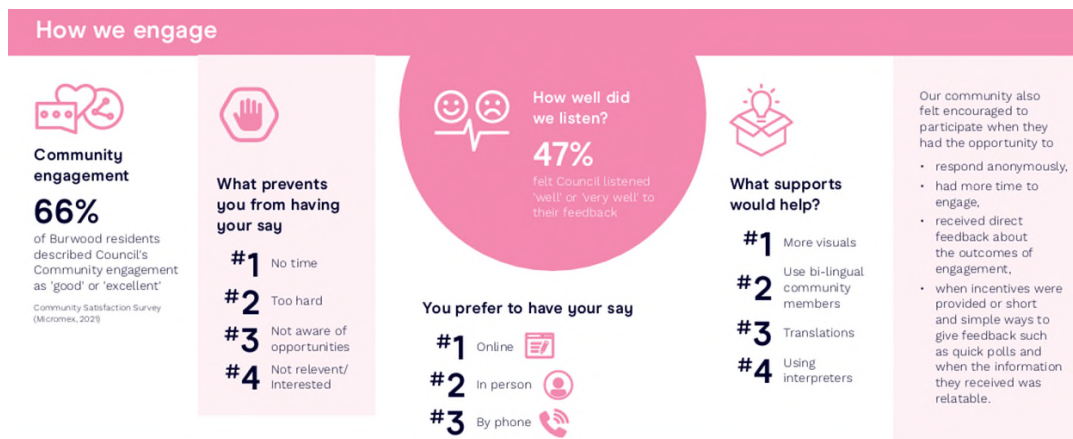 How we engage
Community
engagement
66%
of Burwood residents
described Council's
Community engagement
as 'good' or 'excellent'
Community Satisfaction Survey
(Micromex, 2021)
What prevents
you from having
your say
#1 No time
#2 Too hard
#3 Not aware of
opportunities
#4 Not relevent/
Interested
How well did
we listen?
47%
felt Council listened
'well' or 'very well' to
their feedback
You prefer to have your say
#1 Online
#2 In person
#3 By phone
What supports
would help?
#1 More visuals
#2 Use bi-lingual
community
members
#3 Translations
#4 Using
interpreters
Our community also
felt encouraged to
participate when they
had the opportunity to
• respond anonymously,
• had more time to
engage,
• received direct
feedback about
the outcomes of
engagement,
• when incentives were
provided or short
and simple ways to
give feedback such
as quick polls and
when the information
they received was
relatable.